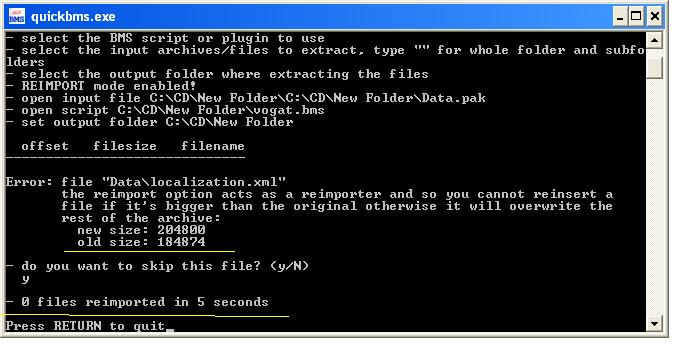 BMS quickbms.exe
- select the BMS script or plugin to use
- select the input archives/files to extract, type "" for whole folder and subfo
lders
- select the output folder where extracting the files
- REIMPORT mode enabled!
- open input file C:\CD\New Folder\C:\CD\New Folder\Data.pak
- open script C:\CD\New Folder\vogat.bms
- set output folder C:\CD\New Folder
offset filesize filename
--------------------------------------
Error: file "Data\localization.xml"
the reimport option acts as a reimporter and so you cannot reinsert a
file if it's bigger than the original otherwise it will overwrite the
rest of the archive:
new size: 204800
old size: 184874
- do you want to skip this file? (y/N)
y
- 0 files reimported in 5 seconds
Press RETURN to quit_